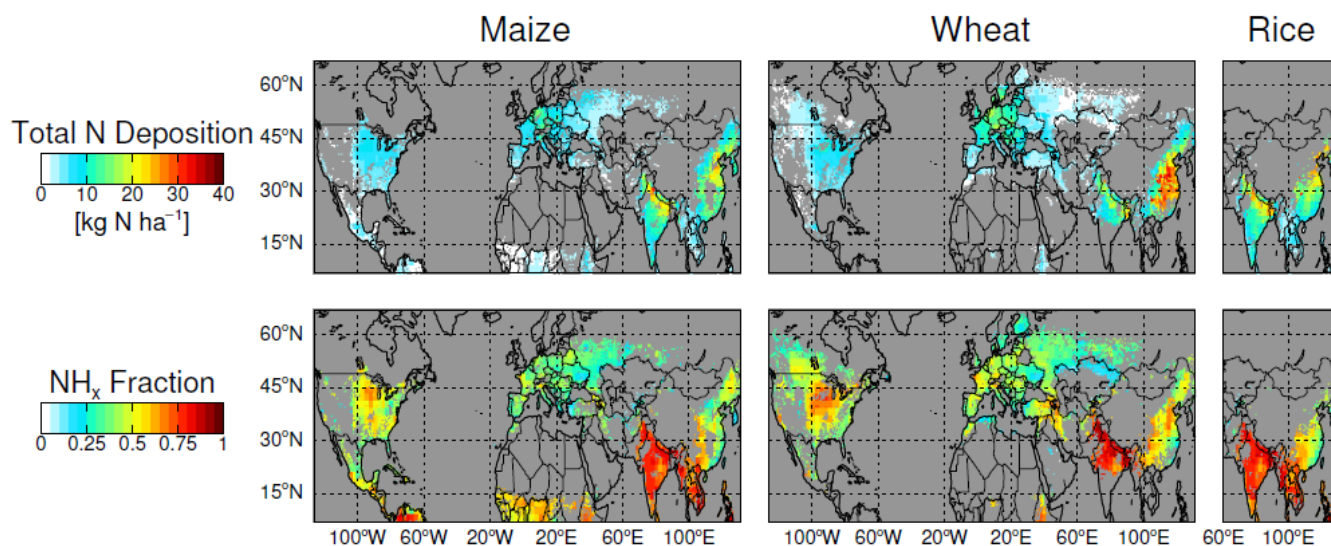 Maize Wheat Rice
Total N Deposition
0 10 20 30 40
[kg N ha⁻¹]
60°N
45°N
30°N
15°N
NHₓ Fraction
0 0.25 0.5 0.75 1
60°N
45°N
30°N
15°N
100°W 60°W 20°E 60°E 100°E 100°W 60°W 20°E 60°E 100°E 60°E 100°E